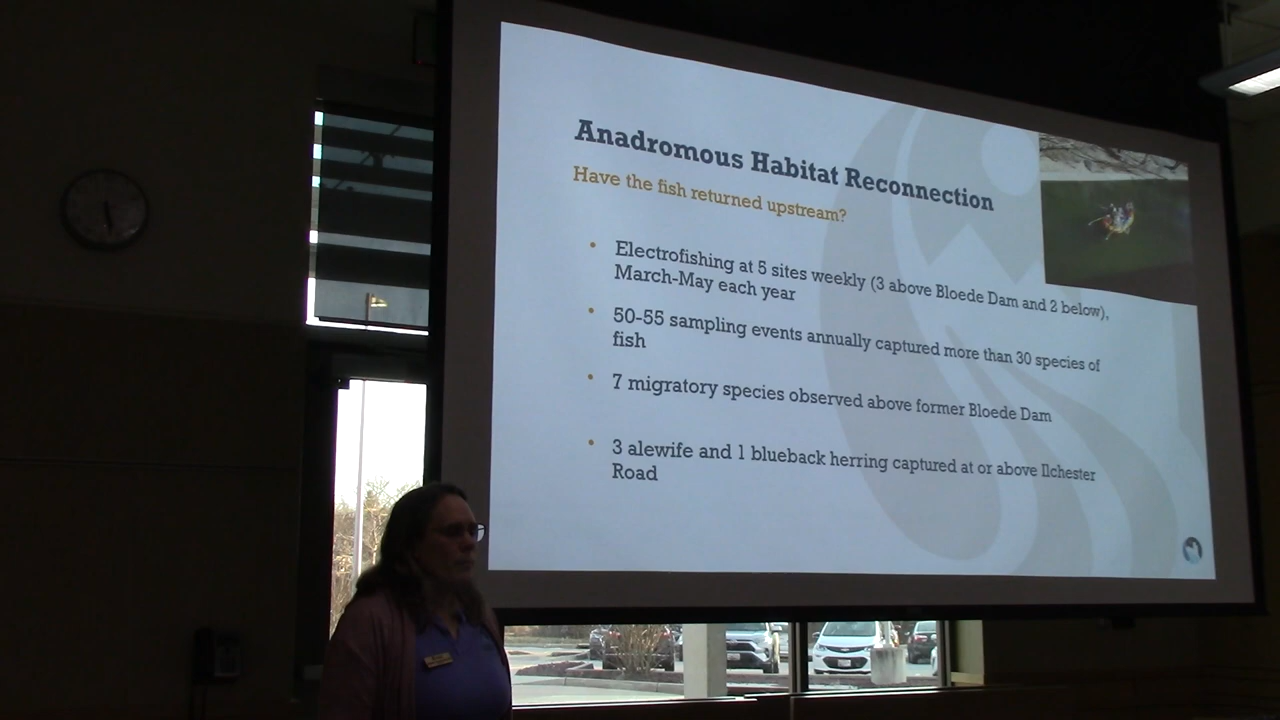 Anadromous Habitat Reconnection
Have the fish returned upstream?
• Electrofishing at 5 sites weekly (3 above Bloede Dam and 2 below),
March-May each year
• 50-55 sampling events annually captured more than 30 species of
fish
• 7 migratory species observed above former Bloede Dam
• 3 alewife and 1 blueback herring captured at or above Ilchester
Road